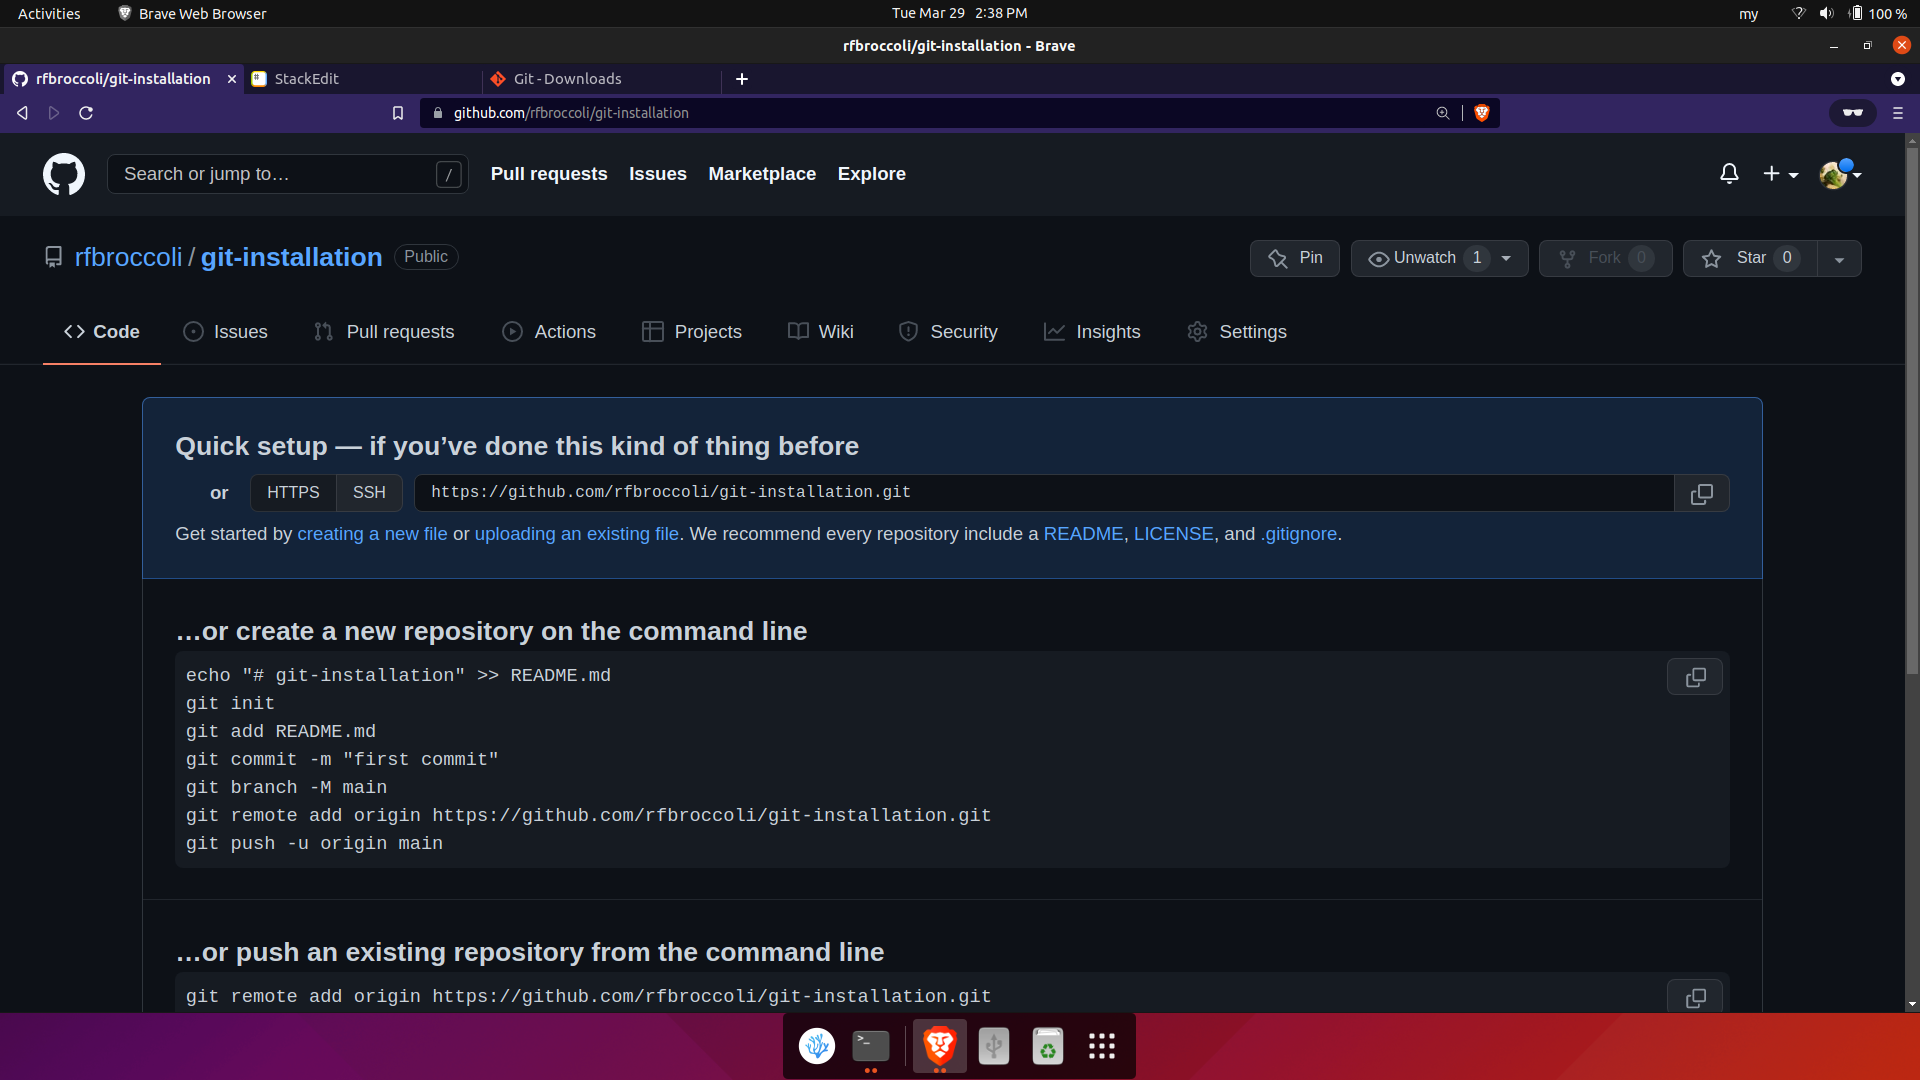 Activities Brave Web Browser Tue Mar 29 2:38 PM my 100 %
rfbroccoli/git-installation - Brave
rfbroccoli/git-installation StackEdit Git - Downloads
github.com/rfbroccoli/git-installation
Search or jump to… / Pull requests Issues Marketplace Explore
rfbroccoli / git-installation Public Pin Unwatch 1 Fork 0 Star 0
Code Issues Pull requests Actions Projects Wiki Security Insights Settings
Quick setup — if you’ve done this kind of thing before
or HTTPS SSH https://github.com/rfbroccoli/git-installation.git
Get started by creating a new file or uploading an existing file. We recommend every repository include a README, LICENSE, and .gitignore.
…or create a new repository on the command line
echo "# git-installation" >> README.md
git init
git add README.md
git commit -m "first commit"
git branch -M main
git remote add origin https://github.com/rfbroccoli/git-installation.git
git push -u origin main
…or push an existing repository from the command line
git remote add origin https://github.com/rfbroccoli/git-installation.git